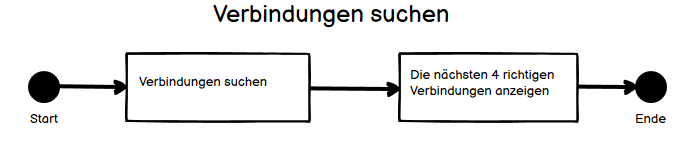 Verbindungen suchen
Verbindungen suchen
Die nächsten 4 richtigen
Verbindungen anzeigen
Start
Ende